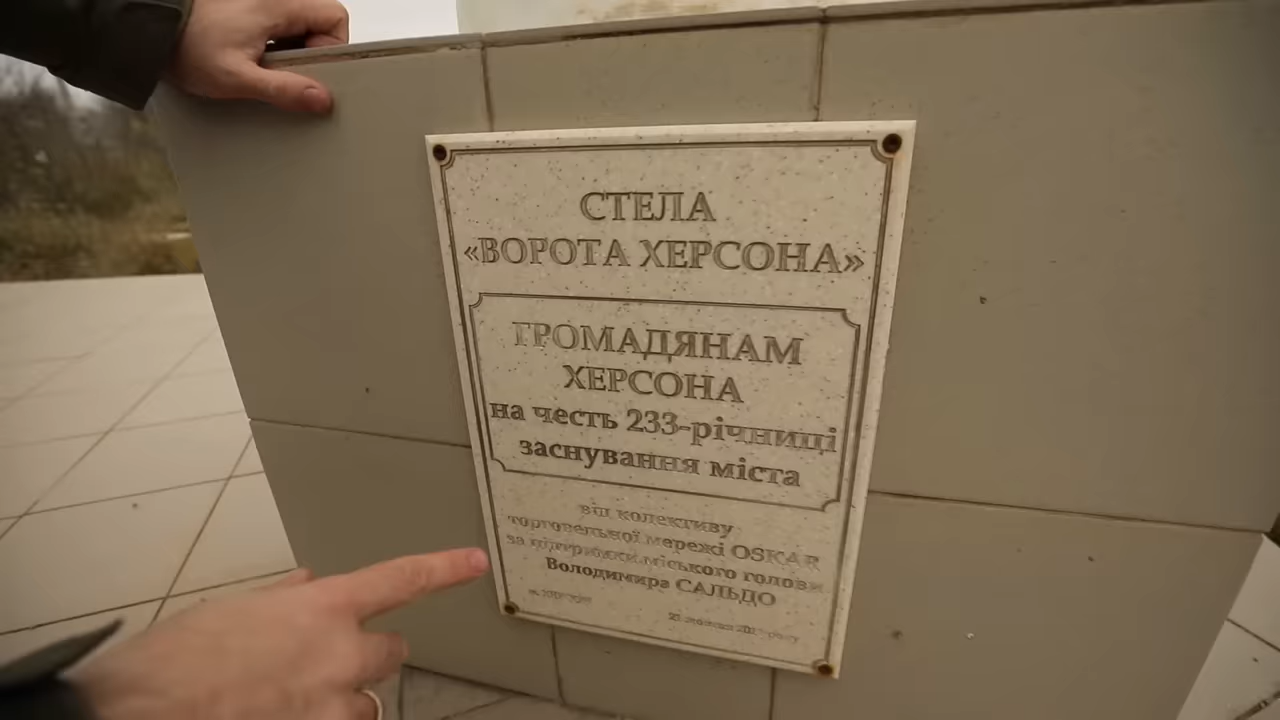 СТЕЛА
«ВОРОТА ХЕРСОНА»
ГРОМАДЯНАМ
ХЕРСОНА
на честь 233-річниці
заснування міста
від колективу
торговельної мережі OSKAR
за підтримки міського голови
Володимира САЛЬДО